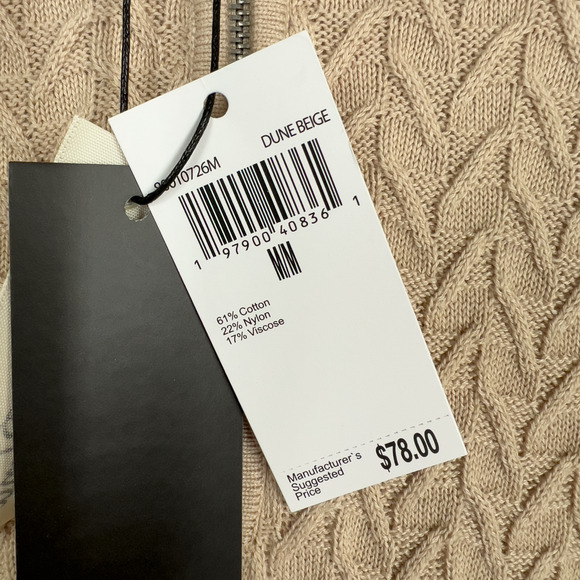 DUNE BEIGE
1 97900 40836 1
M/M
61% Cotton
22% Nylon
17% Viscose
Manufacturer`s
Suggested
Price
$78.00